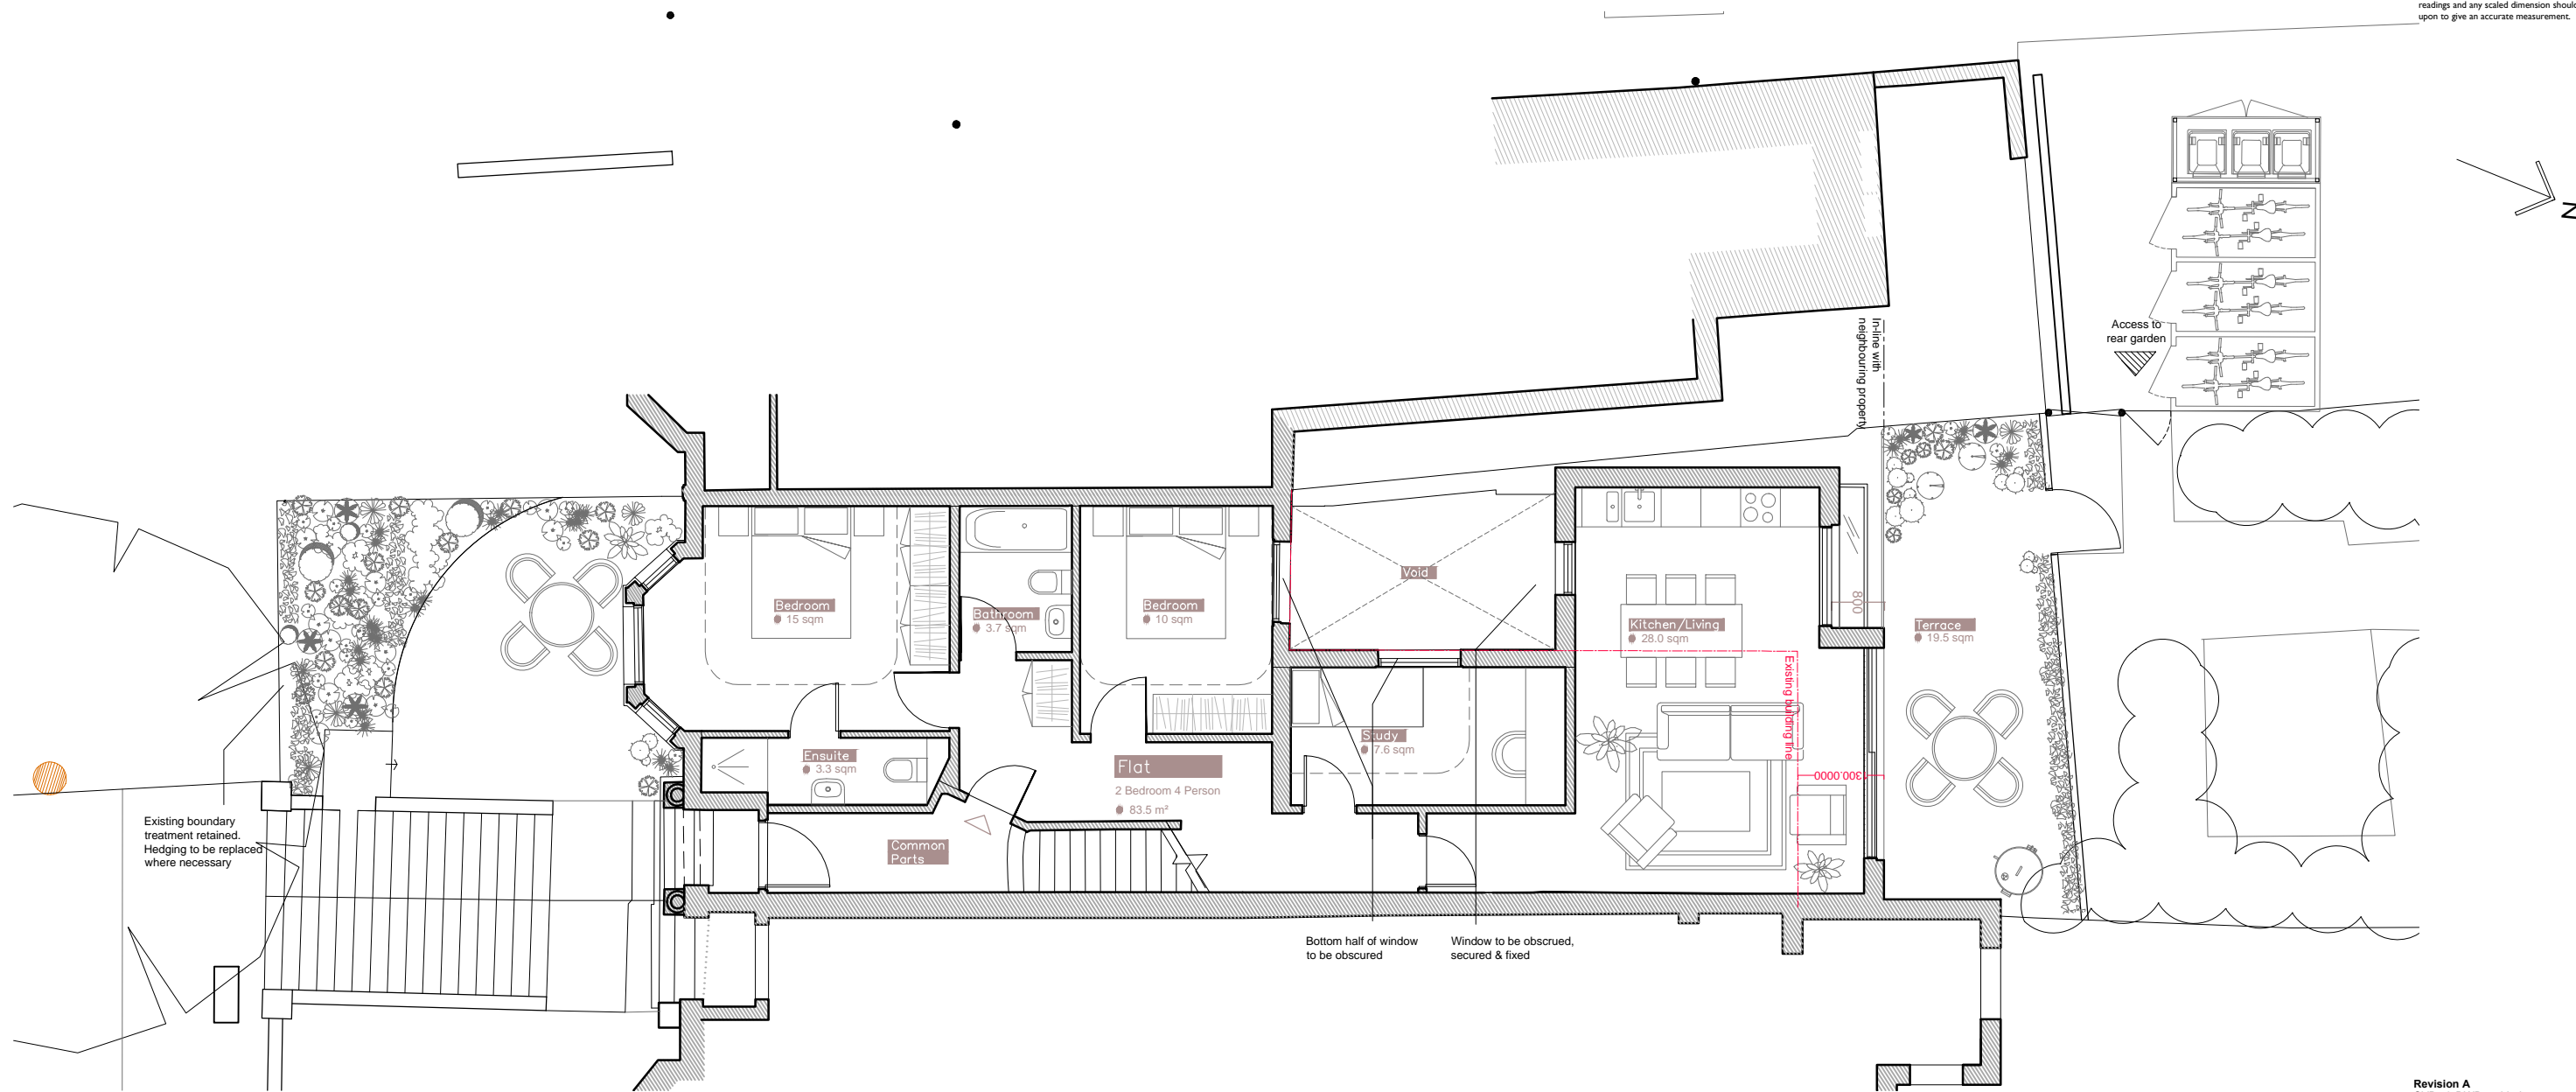 readings and any scaled dimension should
upon to give an accurate measurement.
N
Access to
rear garden
In-line with
neighbouring property
Void
Bedroom
15 sqm
Bathroom
3.7 sqm
Bedroom
10 sqm
800
Kitchen/Living
28.0 sqm
Terrace
19.5 sqm
Existing building line
Study
7.6 sqm
Ensuite
3.3 sqm
Flat
2 Bedroom 4 Person
83.5 m²
1300.0000
Existing boundary
treatment retained.
Hedging to be replaced
where necessary
Common
Parts
Bottom half of window
to be obscured
Window to be obscrued,
secured & fixed
Revision A